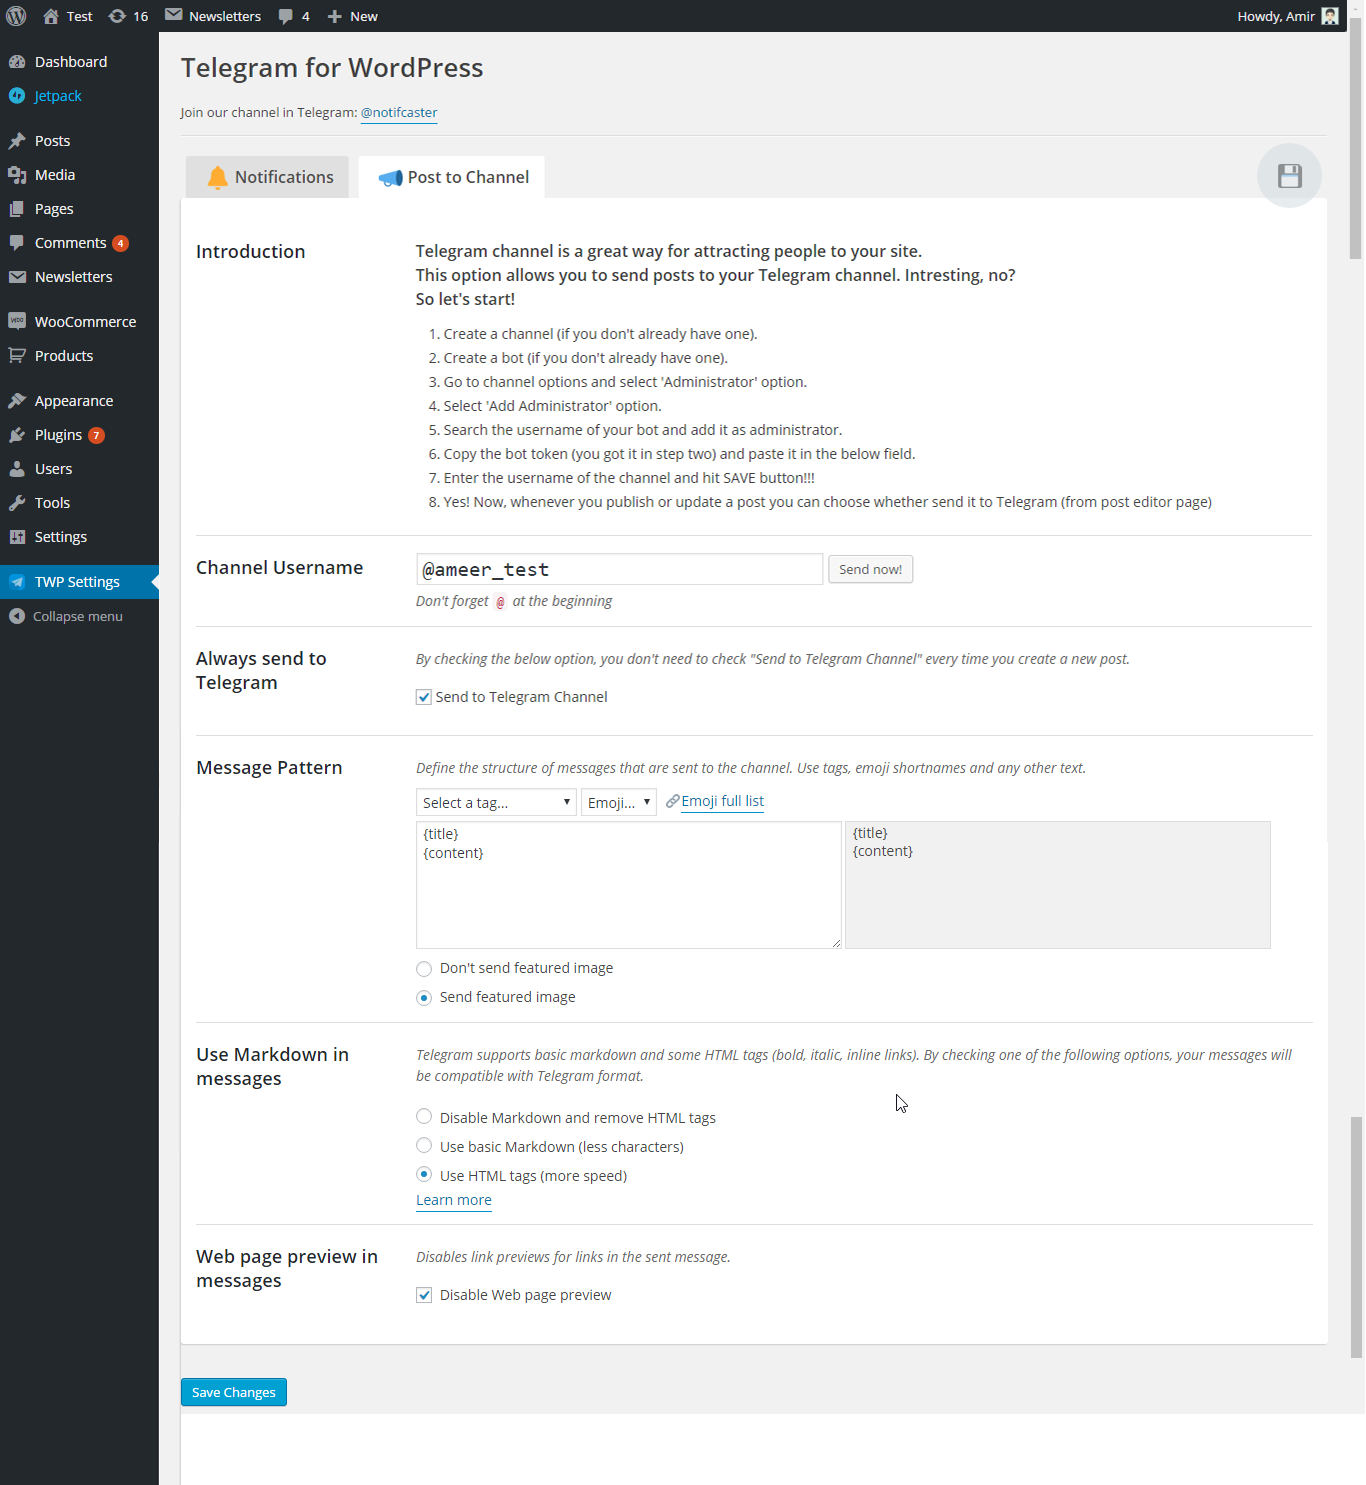 Test
16
Newsletters
4
New
Howdy, Amir
Dashboard
Jetpack
Posts
Media
Pages
Comments 4
Newsletters
WooCommerce
Products
Appearance
Plugins 7
Users
Tools
Settings
TWP Settings
Collapse menu
Telegram for WordPress
Join our channel in Telegram: @notifcaster
Notifications
Post to Channel
Introduction
Telegram channel is a great way for attracting people to your site.
This option allows you to send posts to your Telegram channel. Intresting, no?
So let's start!
1. Create a channel (if you don't already have one).
2. Create a bot (if you don't already have one).
3. Go to channel options and select 'Administrator' option.
4. Select 'Add Administrator' option.
5. Search the username of your bot and add it as administrator.
6. Copy the bot token (you got it in step two) and paste it in the below field.
7. Enter the username of the channel and hit SAVE button!!!
8. Yes! Now, whenever you publish or update a post you can choose whether send it to Telegram (from post editor page)
Channel Username
@ameer_test
Send now!
Don't forget @ at the beginning
Always send to
Telegram
By checking the below option, you don't need to check "Send to Telegram Channel" every time you create a new post.
Send to Telegram Channel
Message Pattern
Define the structure of messages that are sent to the channel. Use tags, emoji shortnames and any other text.
Select a tag...
Emoji...
Emoji full list
{title}
{content}
{title}
{content}
Don't send featured image
Send featured image
Use Markdown in
messages
Telegram supports basic markdown and some HTML tags (bold, italic, inline links). By checking one of the following options, your messages will
be compatible with Telegram format.
Disable Markdown and remove HTML tags
Use basic Markdown (less characters)
Use HTML tags (more speed)
Learn more
Web page preview in
messages
Disables link previews for links in the sent message.
Disable Web page preview
Save Changes